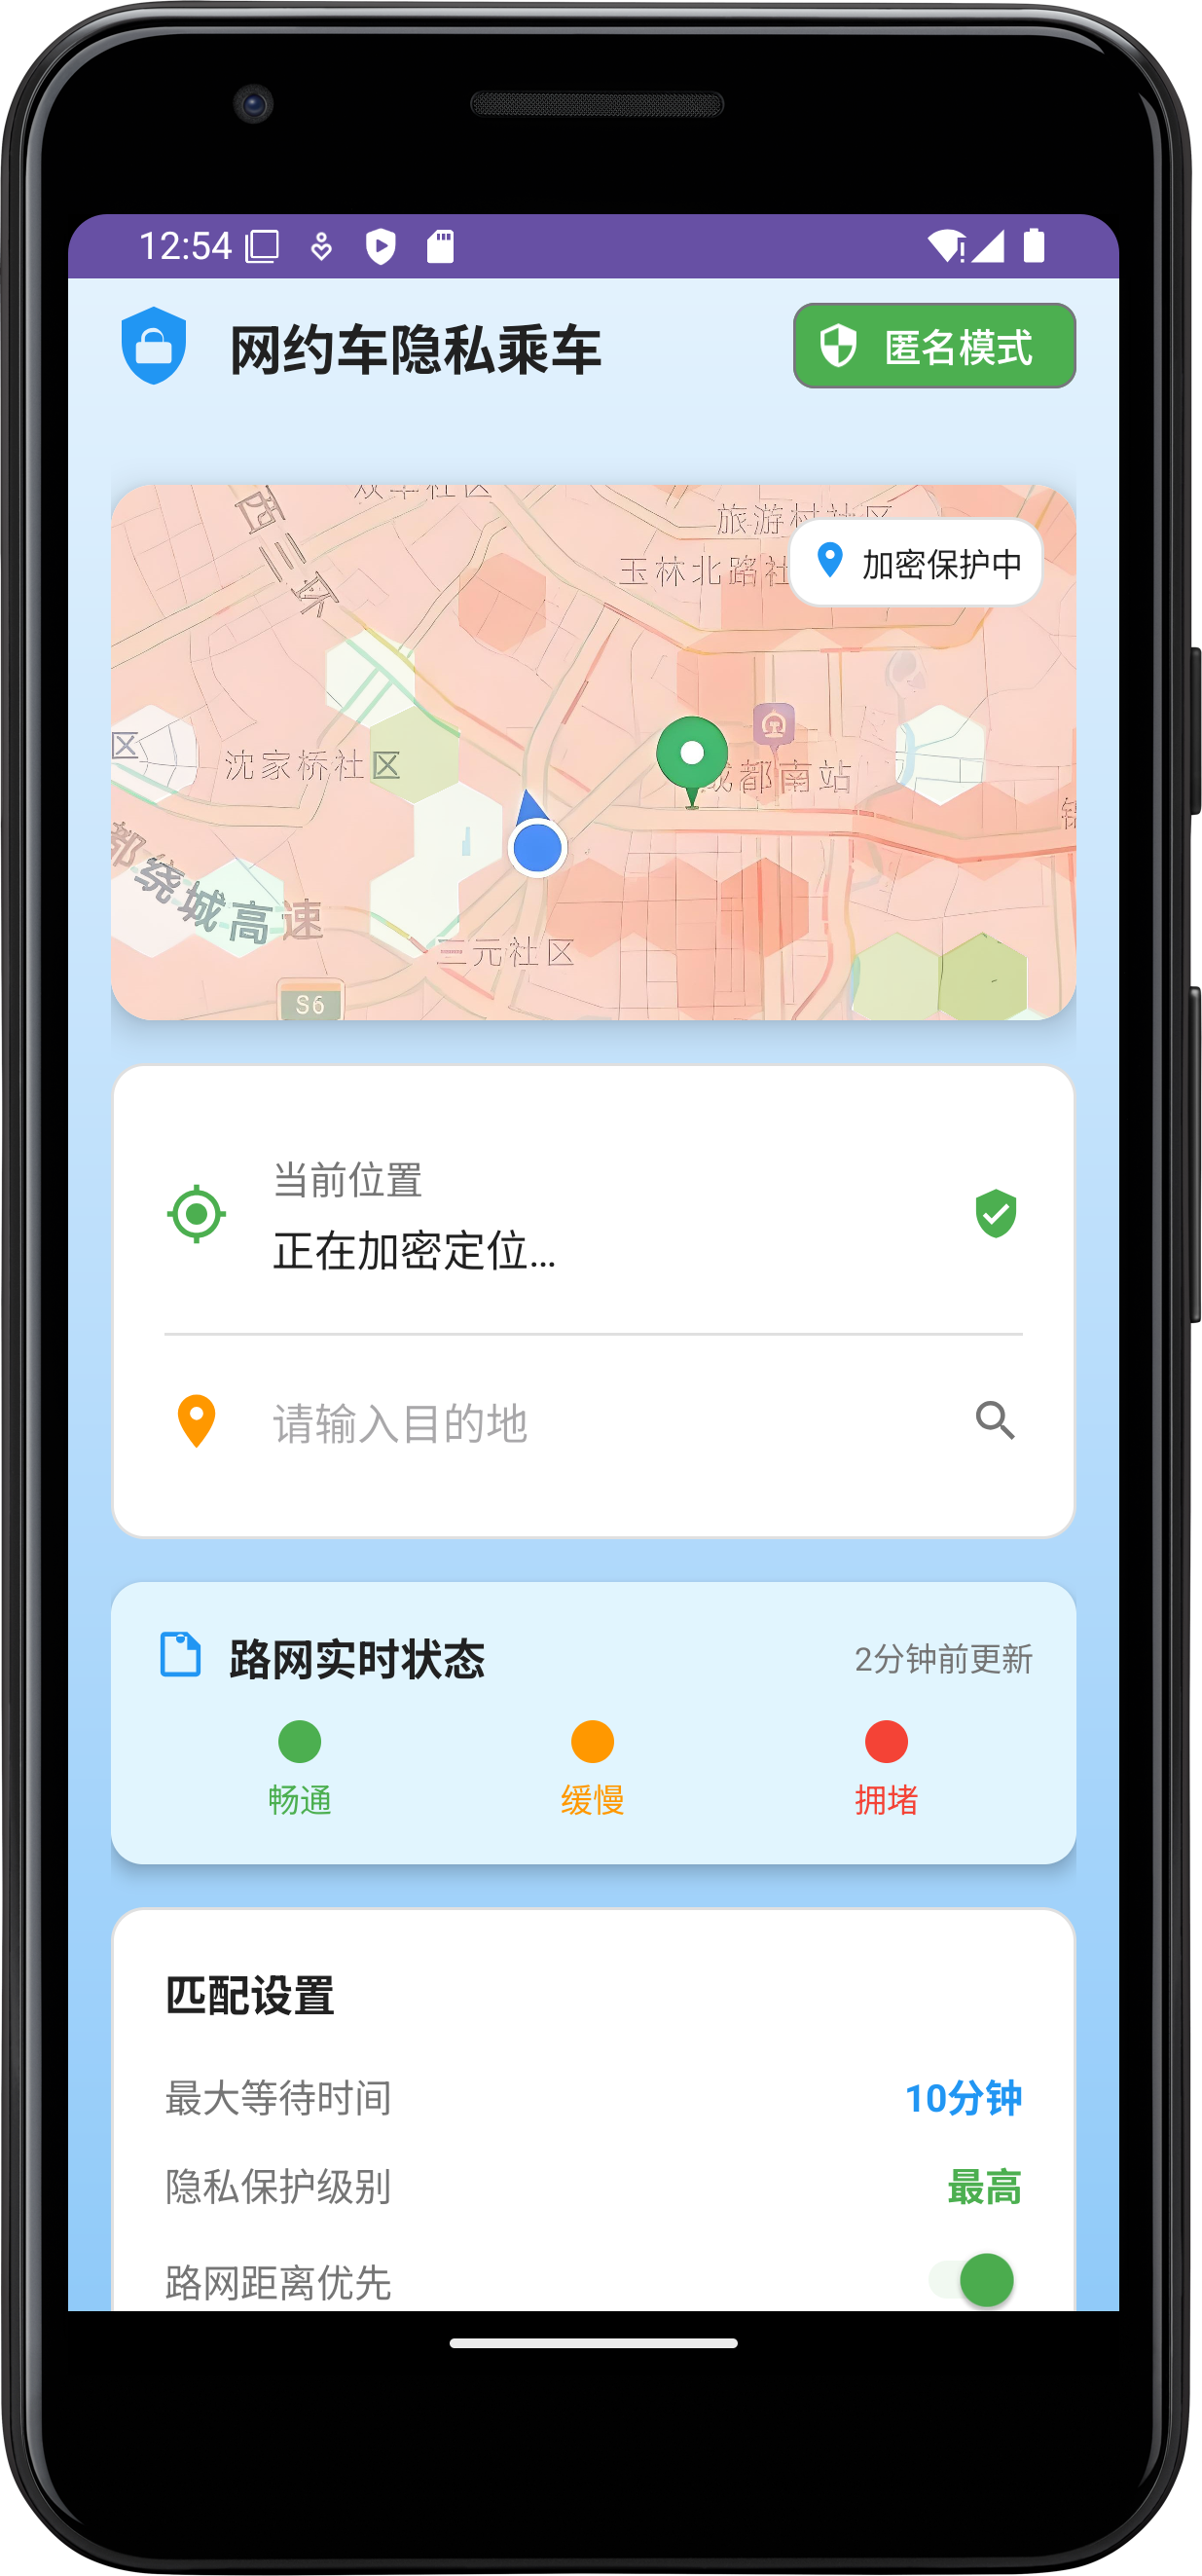 12:54
网约车隐私乘车
匿名模式
西三环
双丰社区
旅游村社区
玉林北路社
加密保护中
区
沈家桥社区
成都南站
锦
都绕城高速
三元社区
S6
当前位置
正在加密定位...
请输入目的地
路网实时状态
2分钟前更新
畅通
缓慢
拥堵
匹配设置
最大等待时间
10分钟
隐私保护级别
最高
路网距离优先